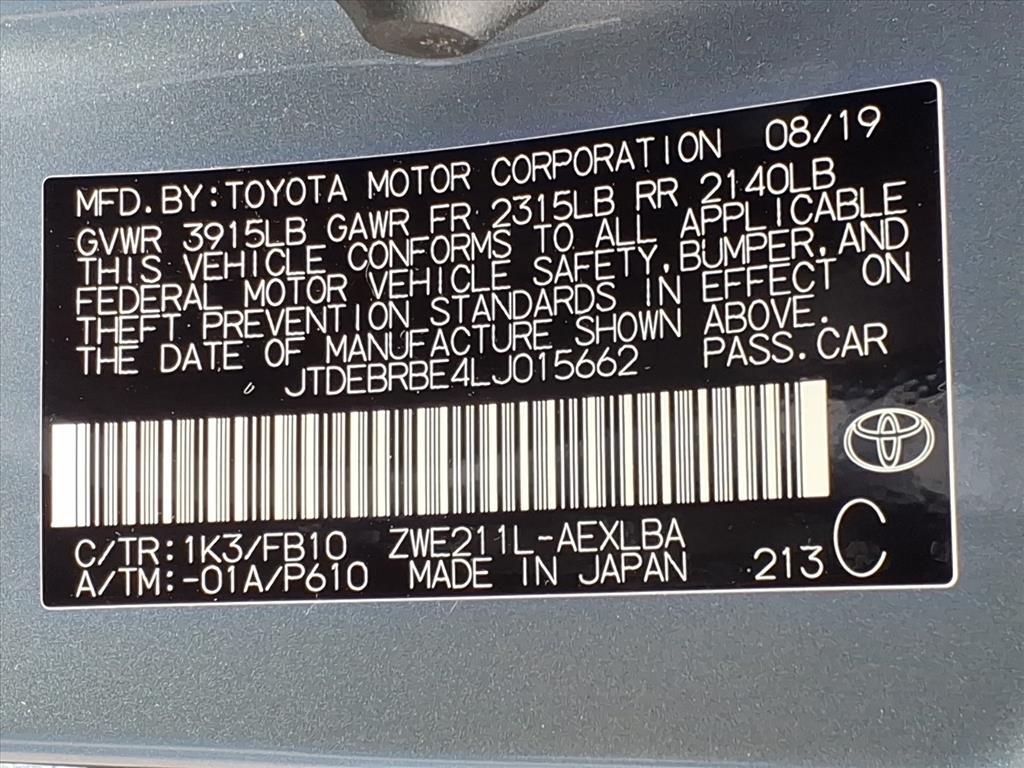 MFD.BY:TOYOTA MOTOR CORPORATION 08/19
GVWR 3915LB GAWR FR 2315LB RR 2140LB
THIS VEHICLE CONFORMS TO ALL APPLICABLE
FEDERAL MOTOR VEHICLE SAFETY,BUMPER,AND
THEFT PREVENTION STANDARDS IN EFFECT ON
THE DATE OF MANUFACTURE SHOWN ABOVE.
JTDEBRBE4LJ015662 PASS.CAR
C/TR:1K3/FB10 ZWE211L-AEXLBA
A/TM:-01A/P610 MADE IN JAPAN 213 C